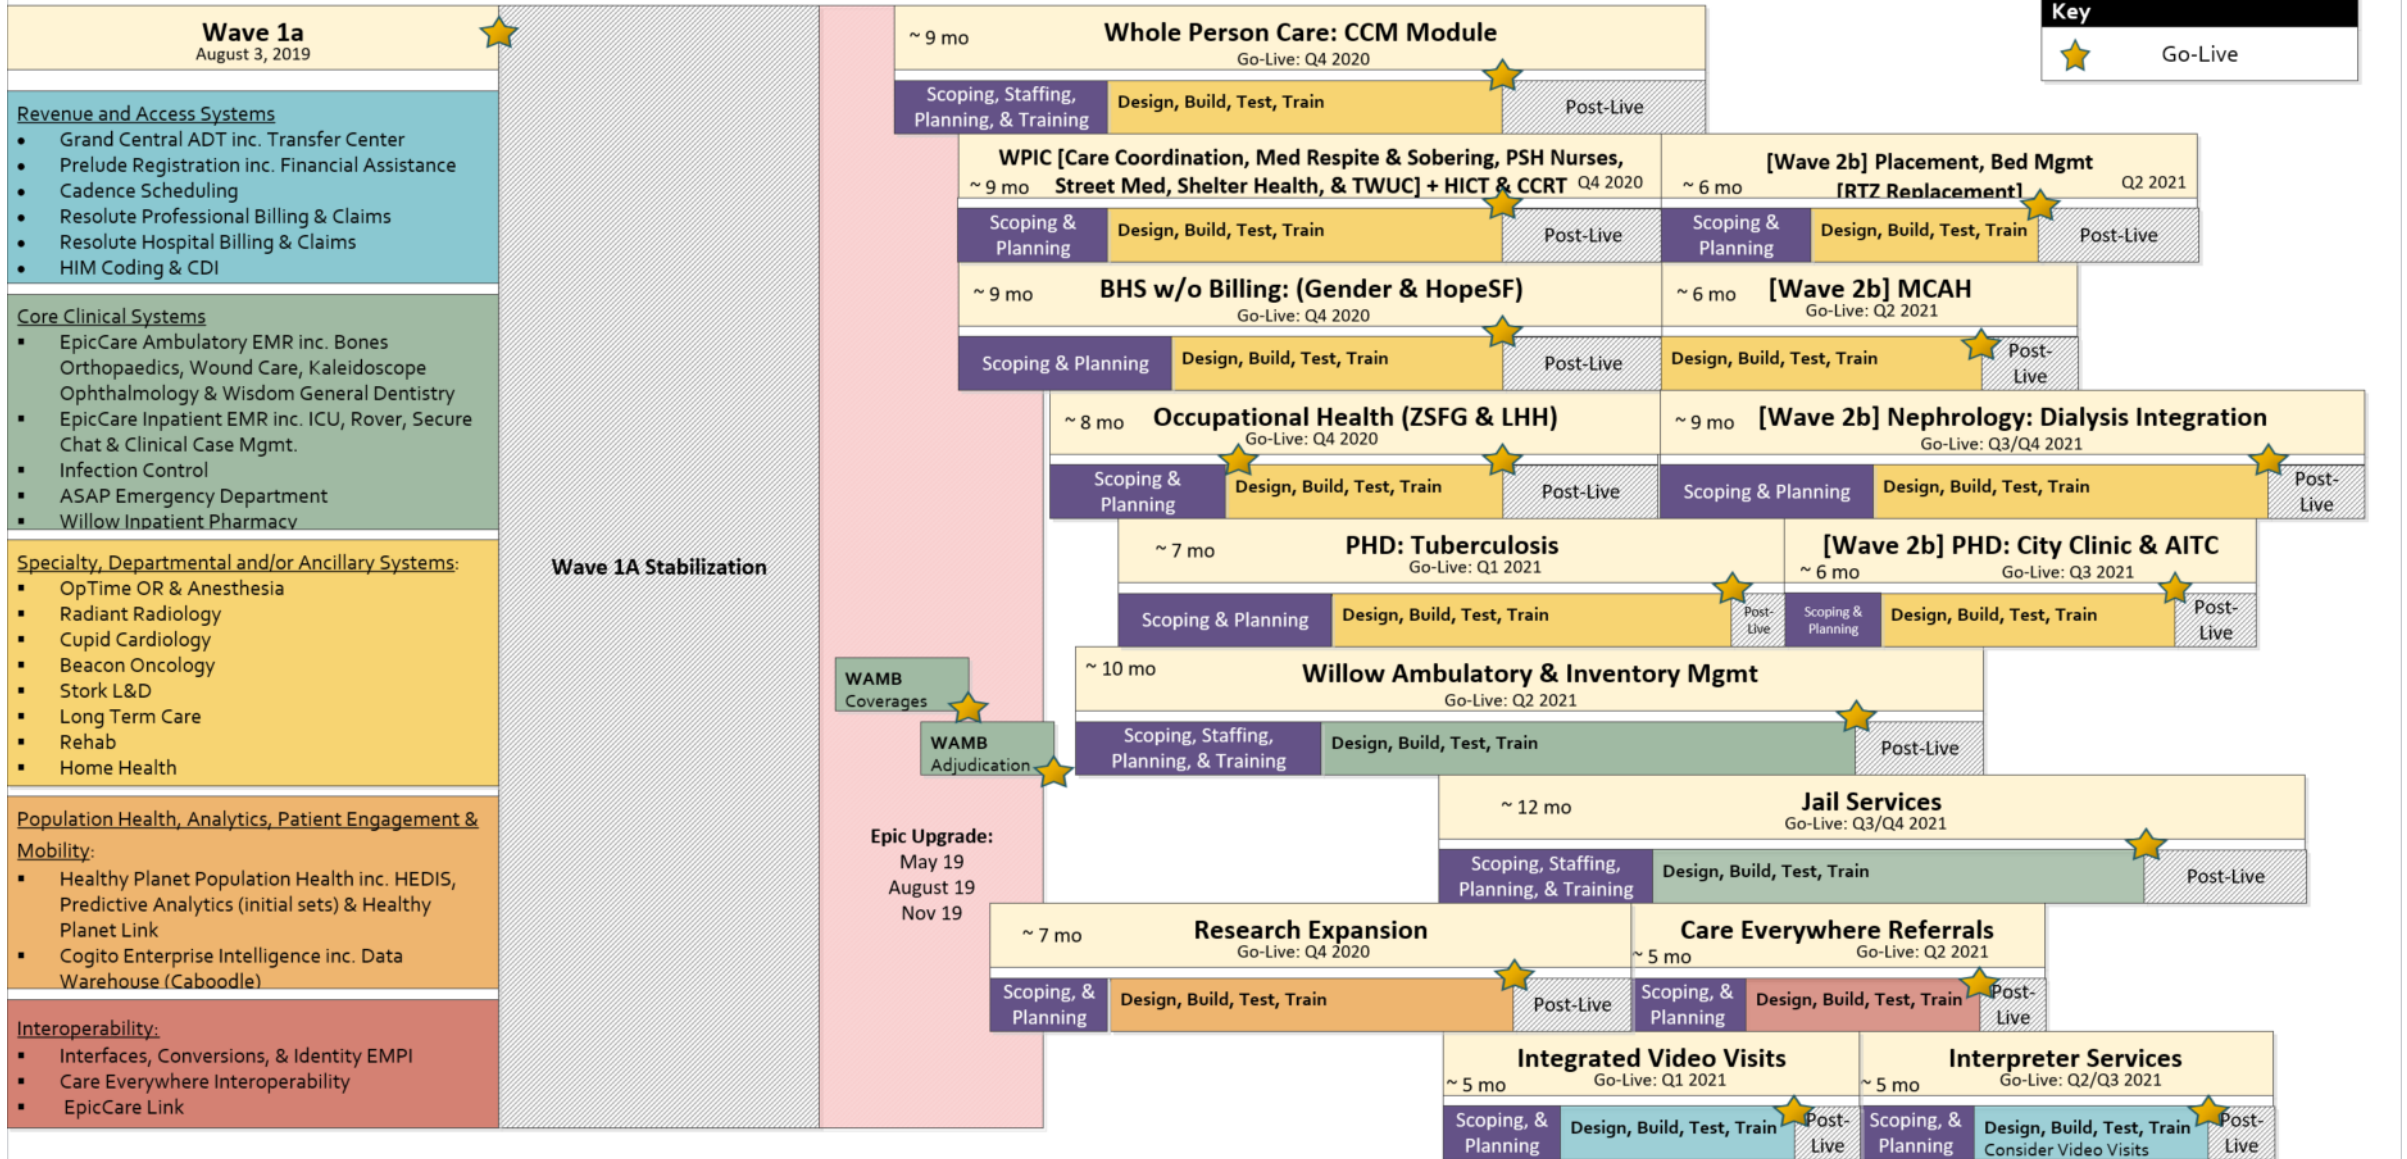 Wave 1a
August 3, 2019
Revenue and Access Systems
• Grand Central ADT inc. Transfer Center
• Prelude Registration inc. Financial Assistance
• Cadence Scheduling
• Resolute Professional Billing & Claims
• Resolute Hospital Billing & Claims
• HIM Coding & CDI
Core Clinical Systems
▪ EpicCare Ambulatory EMR inc. Bones
Orthopaedics, Wound Care, Kaleidoscope
Ophthalmology & Wisdom General Dentistry
▪ EpicCare Inpatient EMR inc. ICU, Rover, Secure
Chat & Clinical Case Mgmt.
▪ Infection Control
▪ ASAP Emergency Department
▪ Willow Inpatient Pharmacy
Specialty, Departmental and/or Ancillary Systems:
▪ OpTime OR & Anesthesia
▪ Radiant Radiology
▪ Cupid Cardiology
▪ Beacon Oncology
▪ Stork L&D
▪ Long Term Care
▪ Rehab
▪ Home Health
Population Health, Analytics, Patient Engagement &
Mobility:
▪ Healthy Planet Population Health inc. HEDIS,
Predictive Analytics (initial sets) & Healthy
Planet Link
▪ Cogito Enterprise Intelligence inc. Data
Warehouse (Caboodle)
Interoperability:
▪ Interfaces, Conversions, & Identity EMPI
▪ Care Everywhere Interoperability
▪ EpicCare Link
Wave 1A Stabilization
WAMB
Coverages
WAMB
Adjudication
Epic Upgrade:
May 19
August 19
Nov 19
Key
Go-Live
~ 9 mo
Whole Person Care: CCM Module
Go-Live: Q4 2020
Scoping, Staffing,
Planning, & Training
Design, Build, Test, Train
Post-Live
WPIC [Care Coordination, Med Respite & Sobering, PSH Nurses,
~ 9 mo Street Med, Shelter Health, & TWUC] + HICT & CCRT Q4 2020
Scoping &
Planning
Design, Build, Test, Train
Post-Live
[Wave 2b] Placement, Bed Mgmt
~ 6 mo [RTZ Replacement] Q2 2021
Scoping &
Planning
Design, Build, Test, Train
Post-Live
~ 9 mo
BHS w/o Billing: (Gender & HopeSF)
Go-Live: Q4 2020
Scoping & Planning
Design, Build, Test, Train
Post-Live
~ 6 mo
[Wave 2b] MCAH
Go-Live: Q2 2021
Design, Build, Test, Train
Post-
Live
~ 8 mo
Occupational Health (ZSFG & LHH)
Go-Live: Q4 2020
Scoping &
Planning
Design, Build, Test, Train
Post-Live
~ 9 mo
[Wave 2b] Nephrology: Dialysis Integration
Go-Live: Q3/Q4 2021
Scoping & Planning
Design, Build, Test, Train
Post-
Live
~ 7 mo
PHD: Tuberculosis
Go-Live: Q1 2021
Scoping & Planning
Design, Build, Test, Train
Post-
Live
[Wave 2b] PHD: City Clinic & AITC
~ 6 mo Go-Live: Q3 2021
Scoping &
Planning
Design, Build, Test, Train
Post-
Live
~ 10 mo
Willow Ambulatory & Inventory Mgmt
Go-Live: Q2 2021
Scoping, Staffing,
Planning, & Training
Design, Build, Test, Train
Post-Live
~ 12 mo
Jail Services
Go-Live: Q3/Q4 2021
Scoping, Staffing,
Planning, & Training
Design, Build, Test, Train
Post-Live
~ 7 mo
Research Expansion
Go-Live: Q4 2020
Scoping, &
Planning
Design, Build, Test, Train
Post-Live
Care Everywhere Referrals
~ 5 mo Go-Live: Q2 2021
Scoping, &
Planning
Design, Build, Test, Train
Post-
Live
Integrated Video Visits
~ 5 mo Go-Live: Q1 2021
Scoping, &
Planning
Design, Build, Test, Train
Post-
Live
Interpreter Services
~ 5 mo Go-Live: Q2/Q3 2021
Scoping, &
Planning
Design, Build, Test, Train
Consider Video Visits
Post-
Live